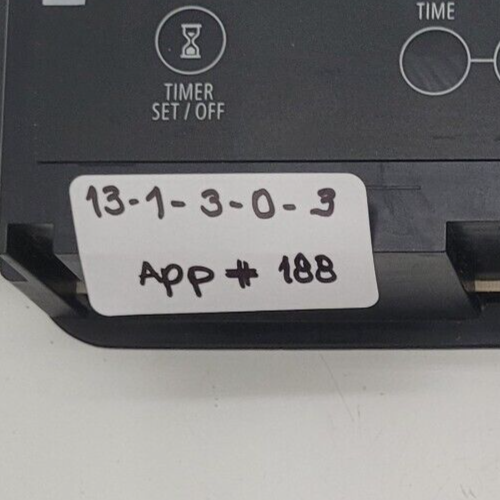 TIME
TIMER
SET / OFF
13-1-3-0-3
App # 188